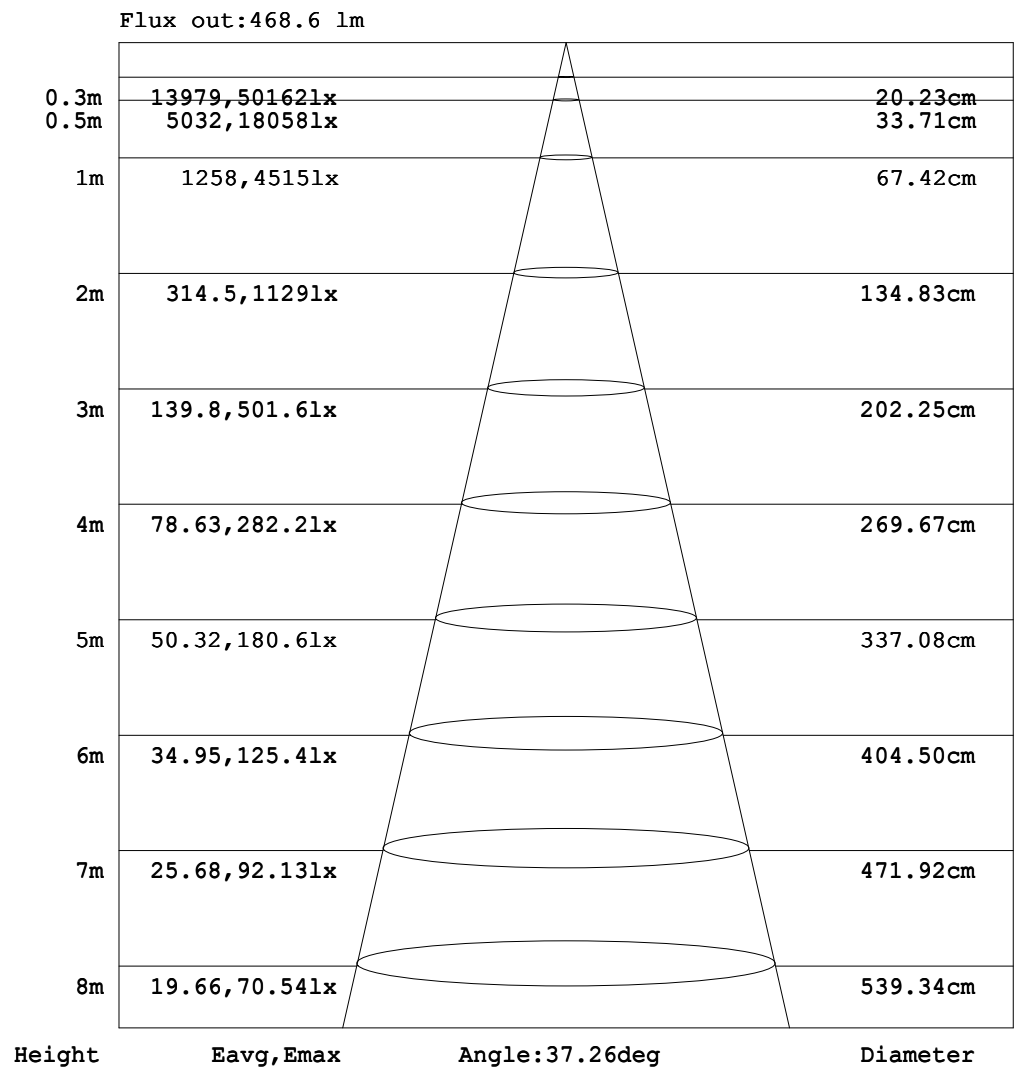 Flux out:468.6 lm
0.3m 13979,50162lx 20.23cm
0.5m 5032,18058lx 33.71cm
1m 1258,4515lx 67.42cm
2m 314.5,1129lx 134.83cm
3m 139.8,501.6lx 202.25cm
4m 78.63,282.2lx 269.67cm
5m 50.32,180.6lx 337.08cm
6m 34.95,125.4lx 404.50cm
7m 25.68,92.13lx 471.92cm
8m 19.66,70.54lx 539.34cm
Height Eavg,Emax Angle:37.26deg Diameter